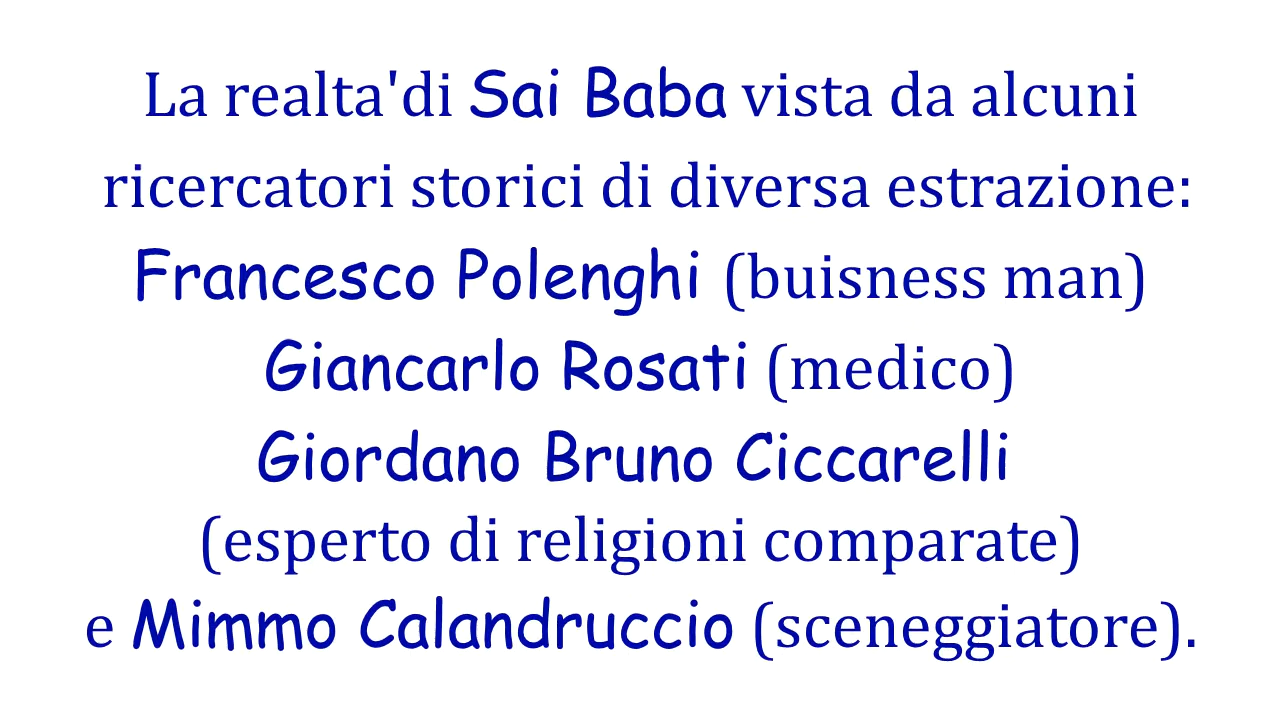 La realta'di Sai Baba vista da alcuni
ricercatori storici di diversa estrazione:
Francesco Polenghi (buisness man)
Giancarlo Rosati (medico)
Giordano Bruno Ciccarelli
(esperto di religioni comparate)
e Mimmo Calandruccio (sceneggiatore).